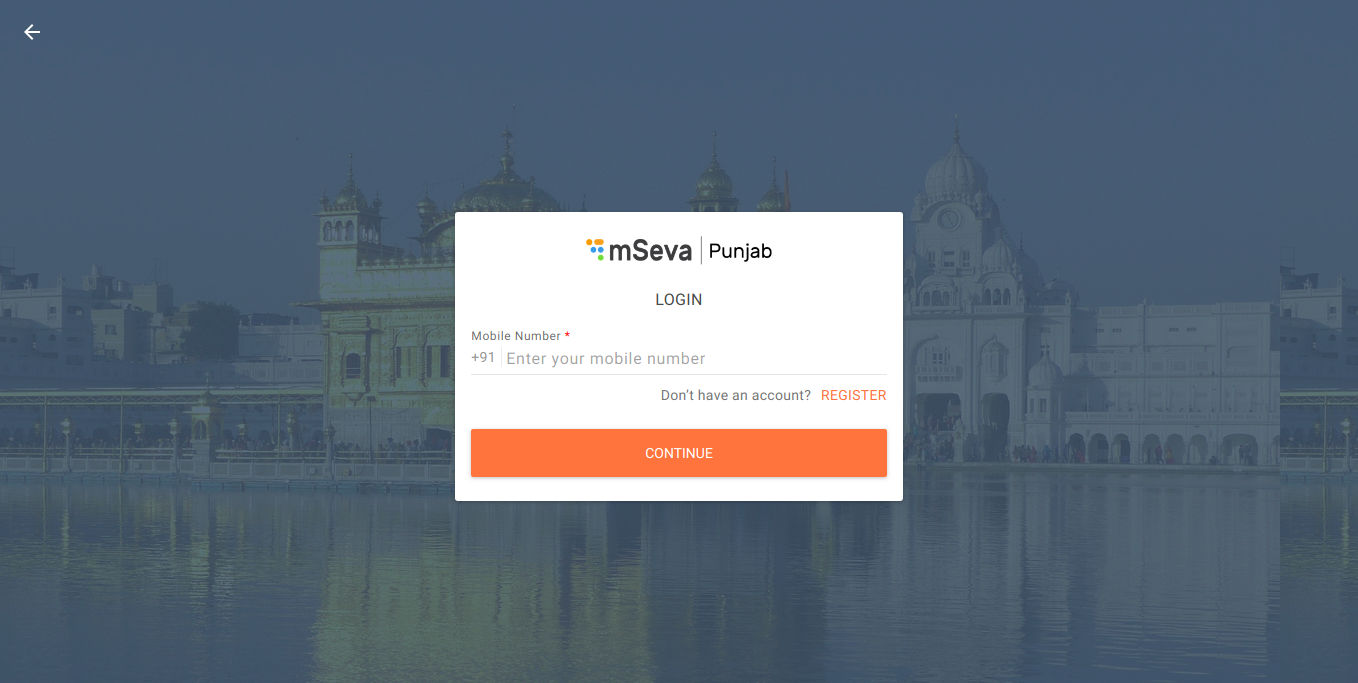 mSeva | Punjab
LOGIN
Mobile Number *
+91 Enter your mobile number
Don't have an account? REGISTER
CONTINUE